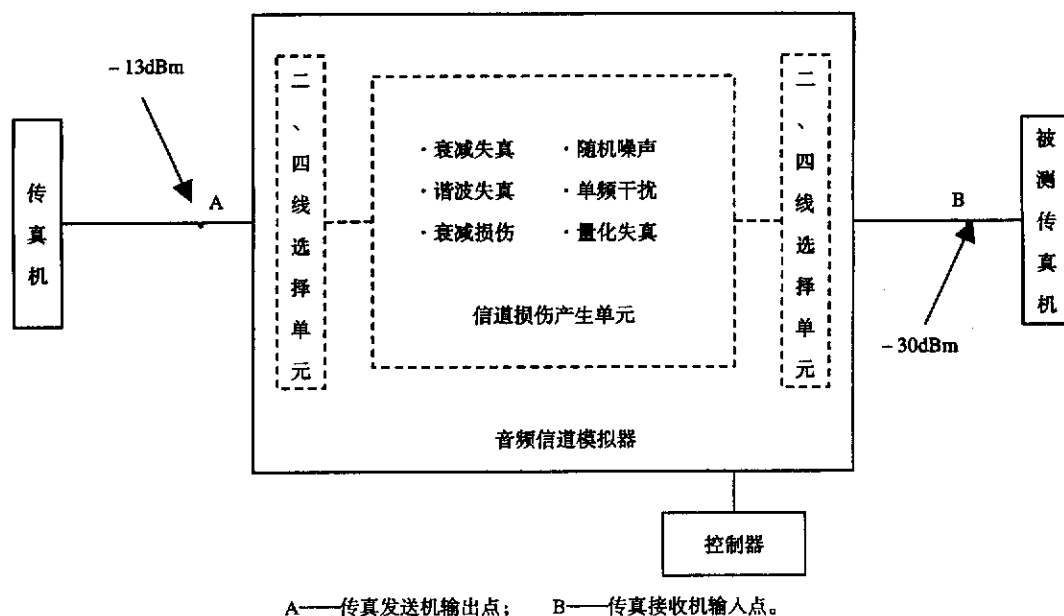 -13dBm
传真机
A
二、四线选择单元
·衰减失真 ·随机噪声
·谐波失真 ·单频干扰
·衰减损伤 ·量化失真
信道损伤产生单元
二、四线选择单元
音频信道模拟器
B
被测传真机
-30dBm
控制器
A——传真发送机输出点; B——传真接收机输入点。